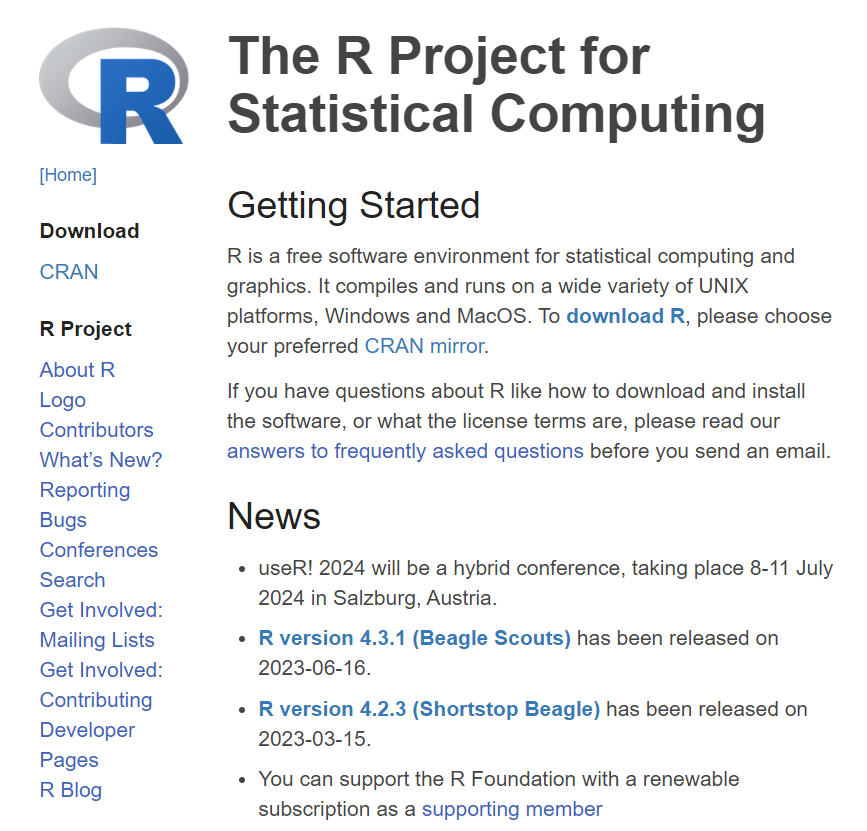 R
The R Project for
Statistical Computing
[Home]
Download
CRAN
R Project
About R
Logo
Contributors
What’s New?
Reporting
Bugs
Conferences
Search
Get Involved:
Mailing Lists
Get Involved:
Contributing
Developer
Pages
R Blog
Getting Started
R is a free software environment for statistical computing and
graphics. It compiles and runs on a wide variety of UNIX
platforms, Windows and MacOS. To download R, please choose
your preferred CRAN mirror.
If you have questions about R like how to download and install
the software, or what the license terms are, please read our
answers to frequently asked questions before you send an email.
News
• useR! 2024 will be a hybrid conference, taking place 8-11 July
2024 in Salzburg, Austria.
• R version 4.3.1 (Beagle Scouts) has been released on
2023-06-16.
• R version 4.2.3 (Shortstop Beagle) has been released on
2023-03-15.
• You can support the R Foundation with a renewable
subscription as a supporting member